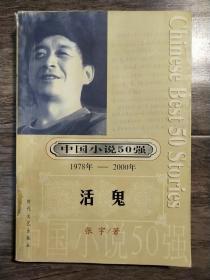 Chinese Best 50 Stories
中国小说50强
1978年 — 2000年
活鬼
张宇/著
时代文艺出版社
国小说50强